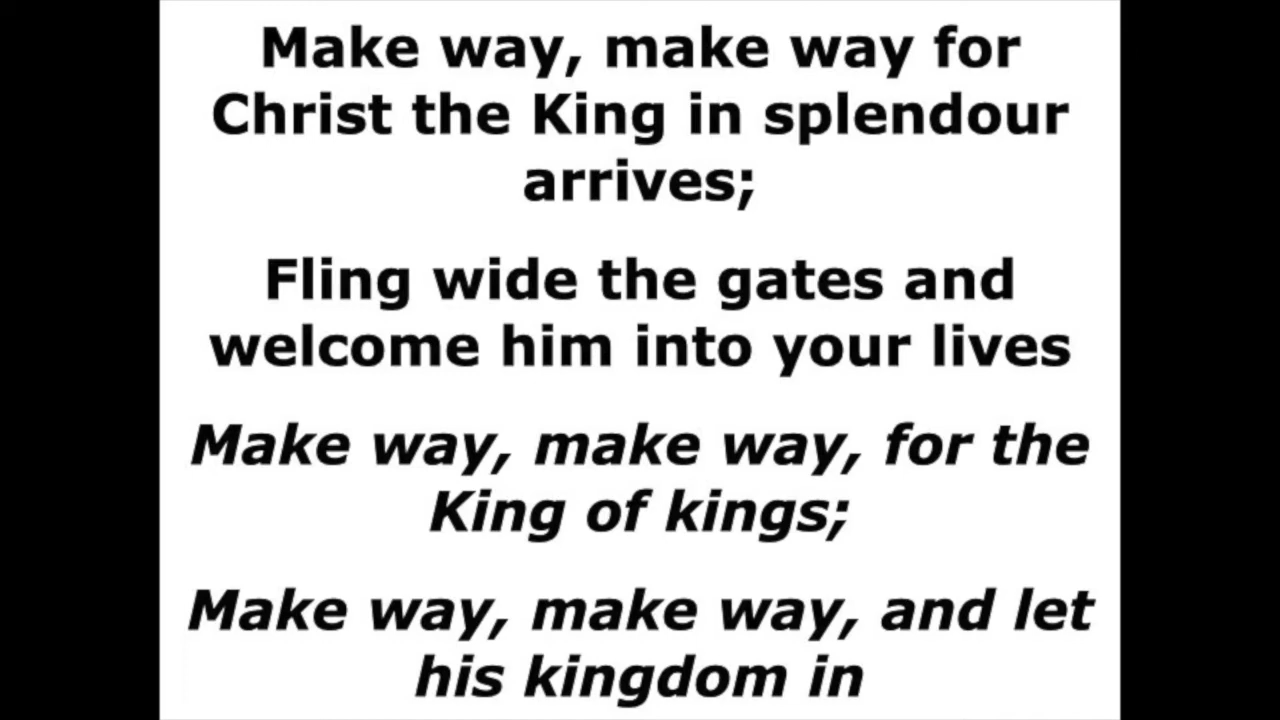 Make way, make way for
Christ the King in splendour
arrives;
Fling wide the gates and
welcome him into your lives
Make way, make way, for the
King of kings;
Make way, make way, and let
his kingdom in